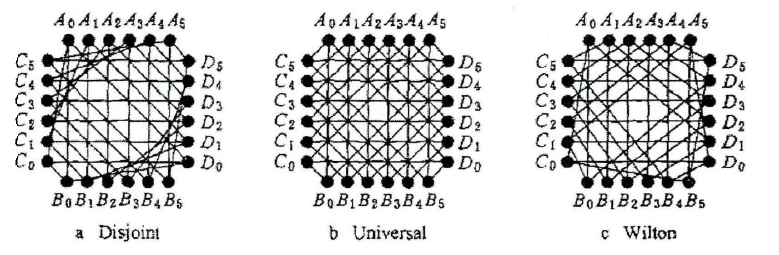 A₀ A₁ A₂ A₃ A₄ A₅ A₀ A₁ A₂ A₃ A₄ A₅ A₀ A₁ A₂ A₃ A₄ A₅
C₅ D₅ C₅ D₅ C₅ D₅
C₄ D₄ C₄ D₄ C₄ D₄
C₃ D₃ C₃ D₃ C₃ D₃
C₂ D₂ C₂ D₂ C₂ D₂
C₁ D₁ C₁ D₁ C₁ D₁
C₀ D₀ C₀ D₀ C₀ D₀
B₀ B₁ B₂ B₃ B₄ B₅ B₀ B₁ B₂ B₃ B₄ B₅ B₀ B₁ B₂ B₃ B₄ B₅
a Disjoint b Universal c Wilton